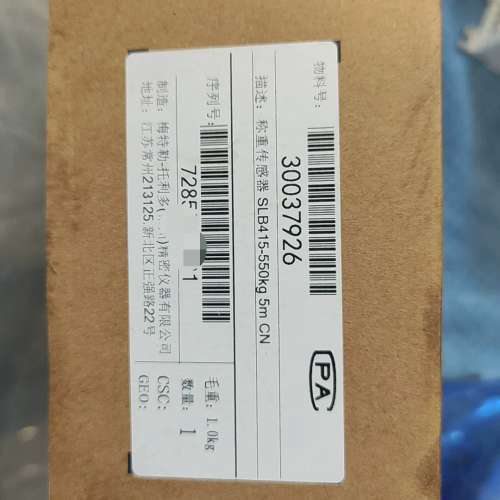 物料号:
30037926
描述: 称重传感器 SLB415-550kg 5m CN
序列号:
7285
1
制造: 梅特勒-托利多( )精密仪器有限公司
地址: 江苏常州213125新北区正强路22号
PA
毛重: 1.0kg
数量: 1
CSC:
GEO: